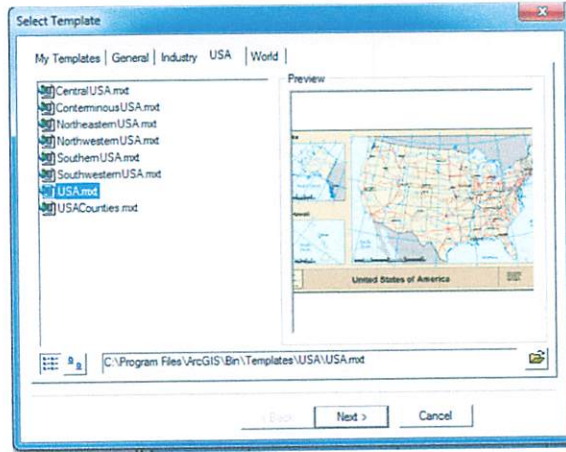 Select Template
My Templates General Industry USA World
CentralUSA.mxt
ConterminousUSA.mxt
NortheasternUSA.mxt
NorthwesternUSA.mxt
SouthernUSA.mxt
SouthwesternUSA.mxt
USA.mxt
USACounties.mxt
Preview
United States of America
C:\Program Files\ArcGIS\Bin\Templates\USA\USA.mxt
< Back Next > Cancel